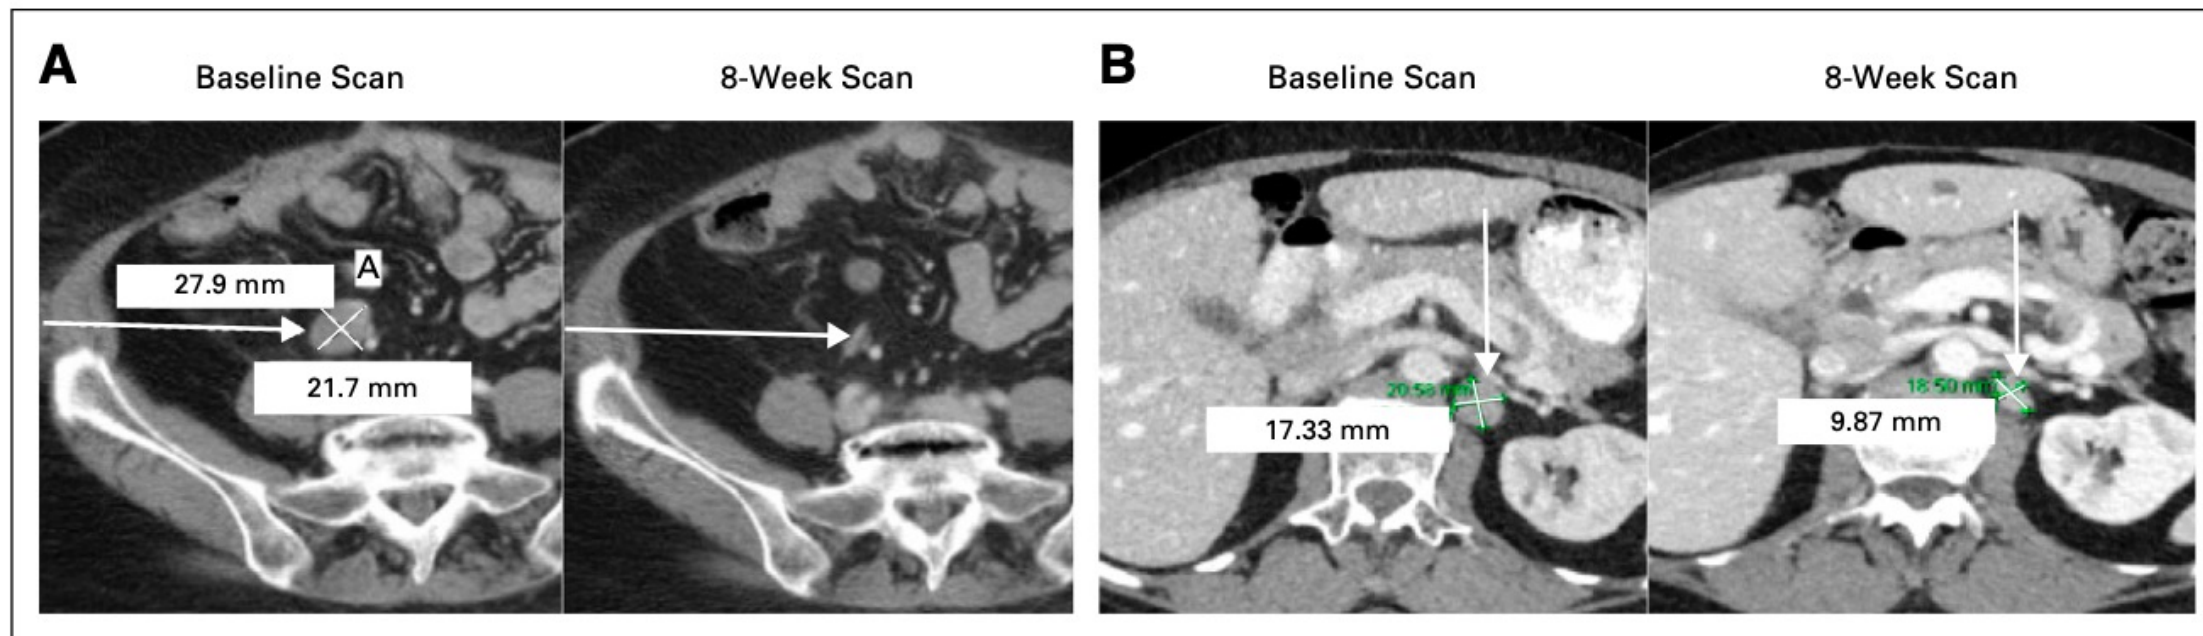 A
Baseline Scan
8-Week Scan
27.9 mm
A
21.7 mm
B
Baseline Scan
8-Week Scan
20.58 mm
17.33 mm
18.50 mm
9.87 mm